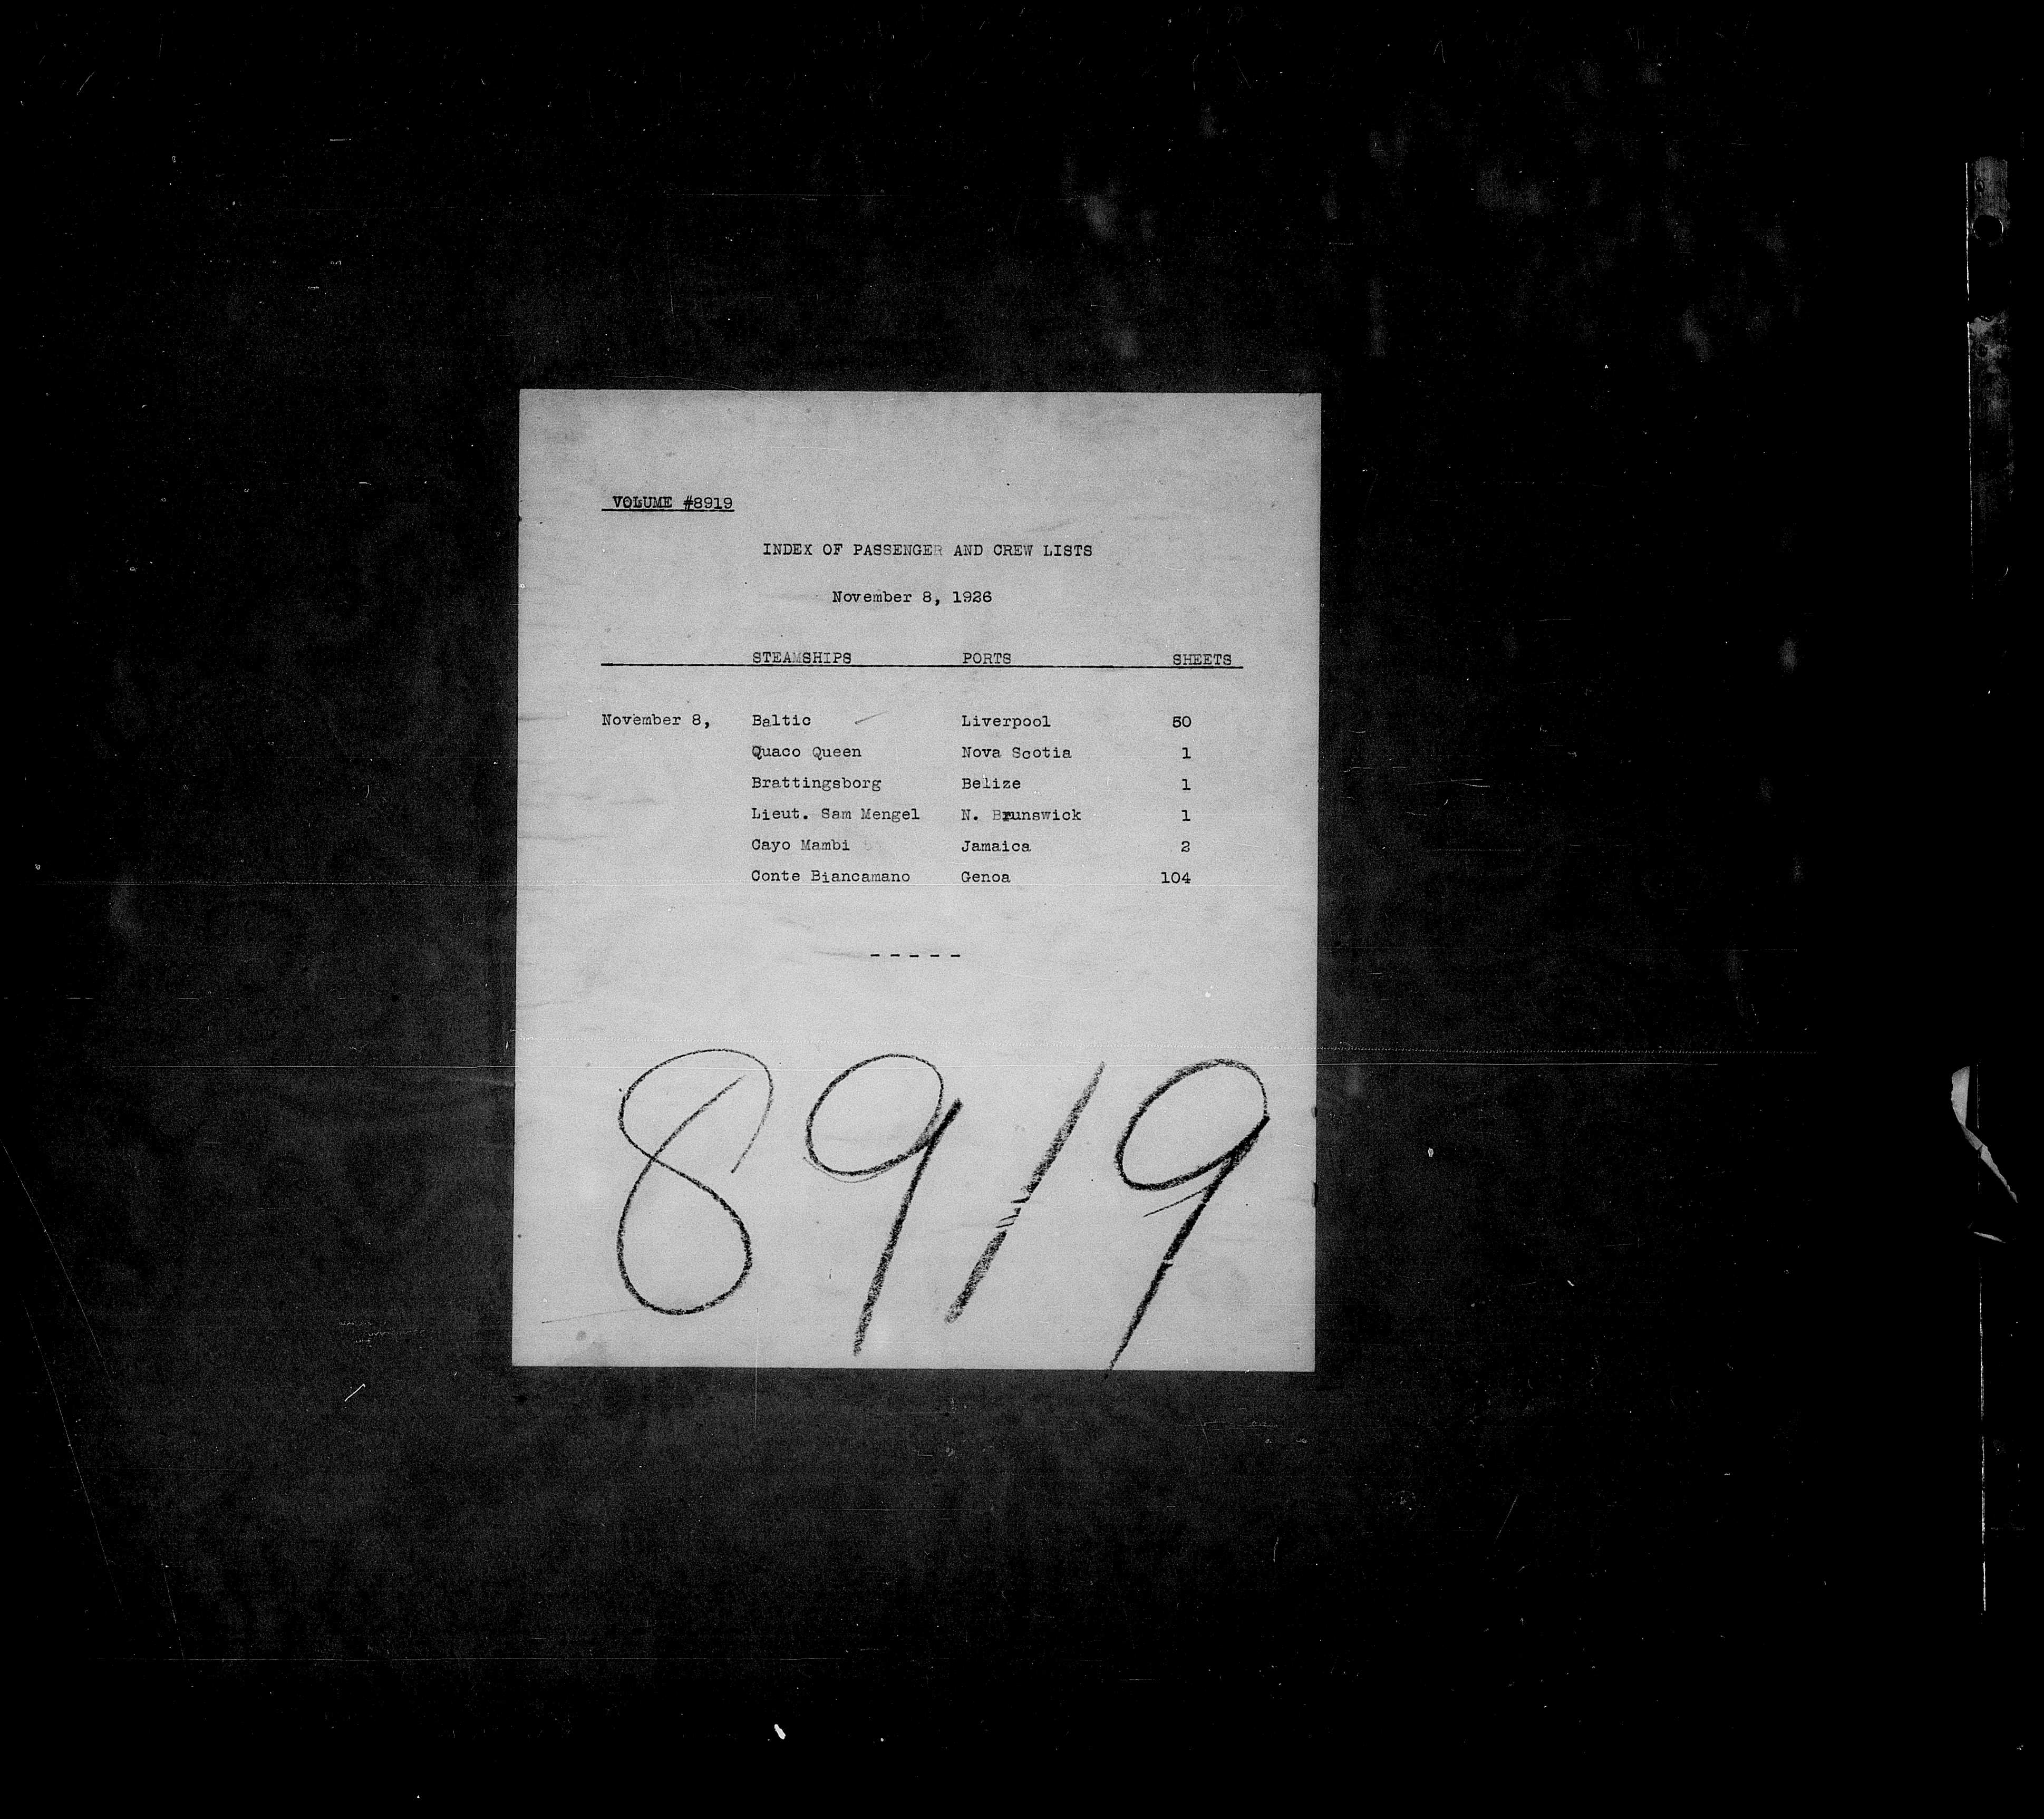 VOLUME #8919
INDEX OF PASSENGER AND CREW LISTS
November 8, 1926
STEAMSHIPS PORTS SHEETS
November 8, Baltic Liverpool 50
Quaco Queen Nova Scotia 1
Brattingsborg Belize 1
Lieut. Sam Mengel N. Brunswick 1
Cayo Mambi Jamaica 2
Conte Biancamano Genoa 104
- - - - -
8919